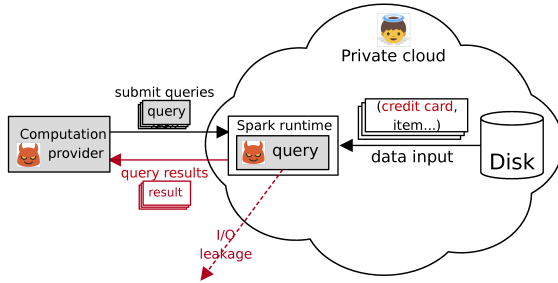 Private cloud
submit queries
query
Computation
provider
Spark runtime
query
(credit card,
item...)
data input
Disk
query results
result
I/O
leakage